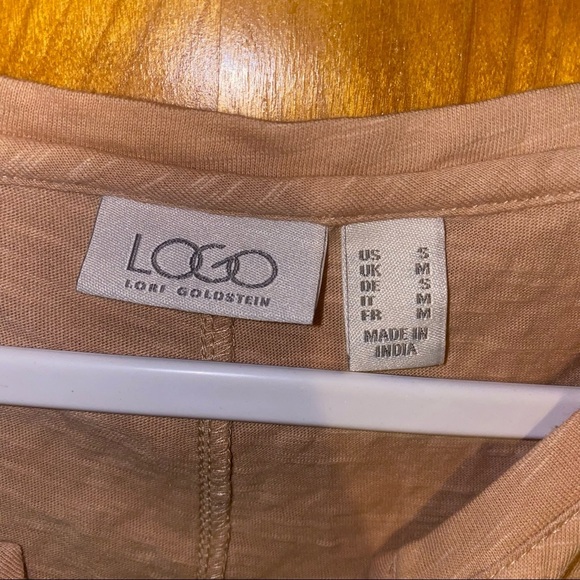 LOGO
LORI GOLDSTEIN
US S
UK M
DE S
IT M
FR M
MADE IN
INDIA